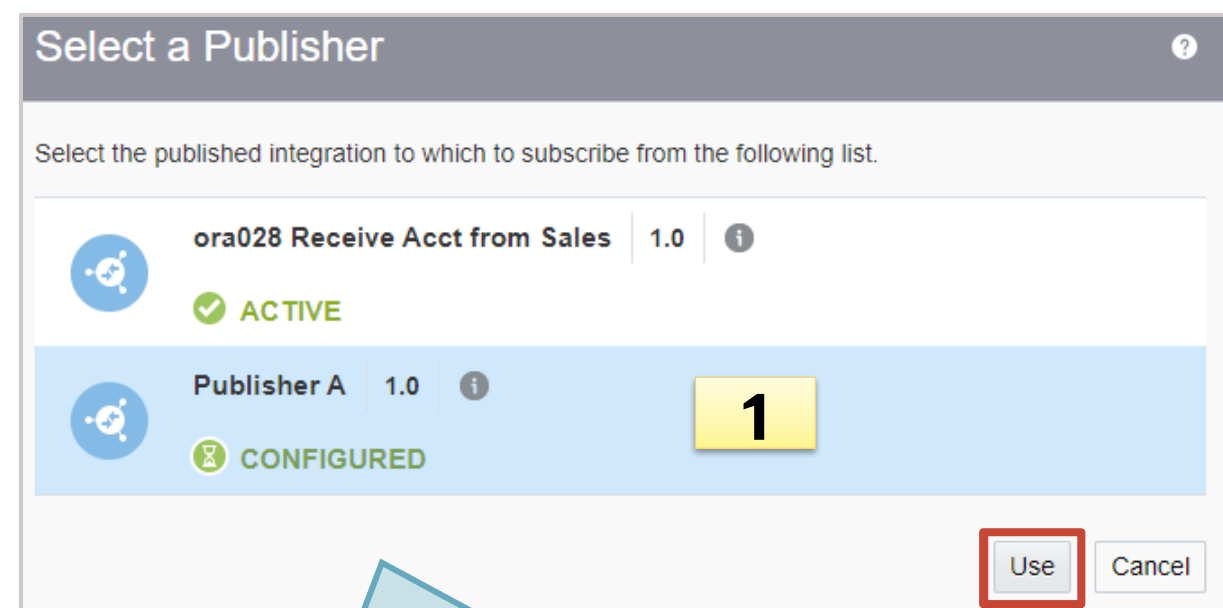 Select a Publisher
?
Select the published integration to which to subscribe from the following list.
ora028 Receive Acct from Sales 1.0 i
ACTIVE
Publisher A 1.0 i
1
CONFIGURED
Use Cancel